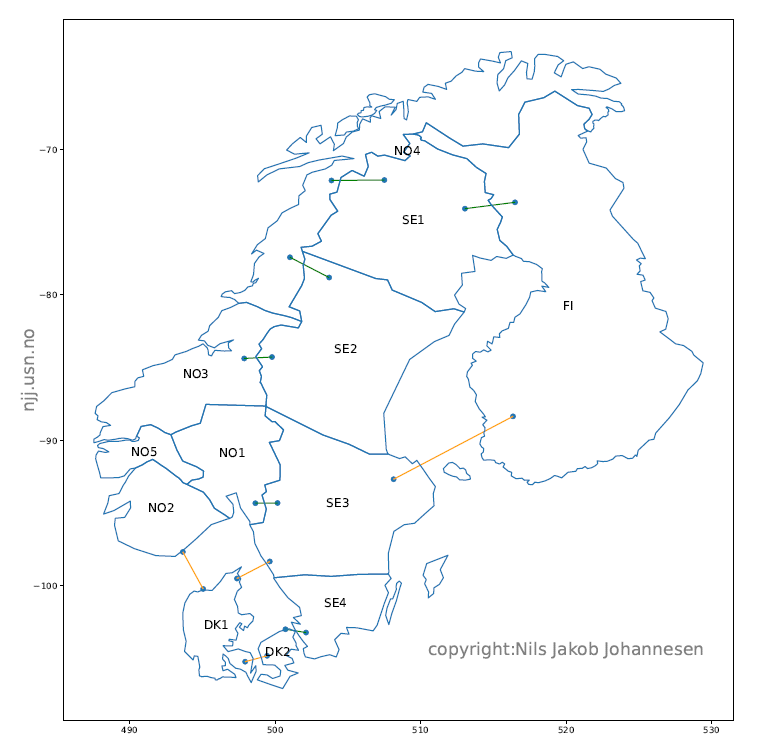 −70
−80
−90
−100
490
500
510
520
530
njj.usn.no
NO4
SE1
FI
SE2
NO3
NO5
NO1
NO2
SE3
SE4
DK1
DK2
copyright:Nils Jakob Johannesen